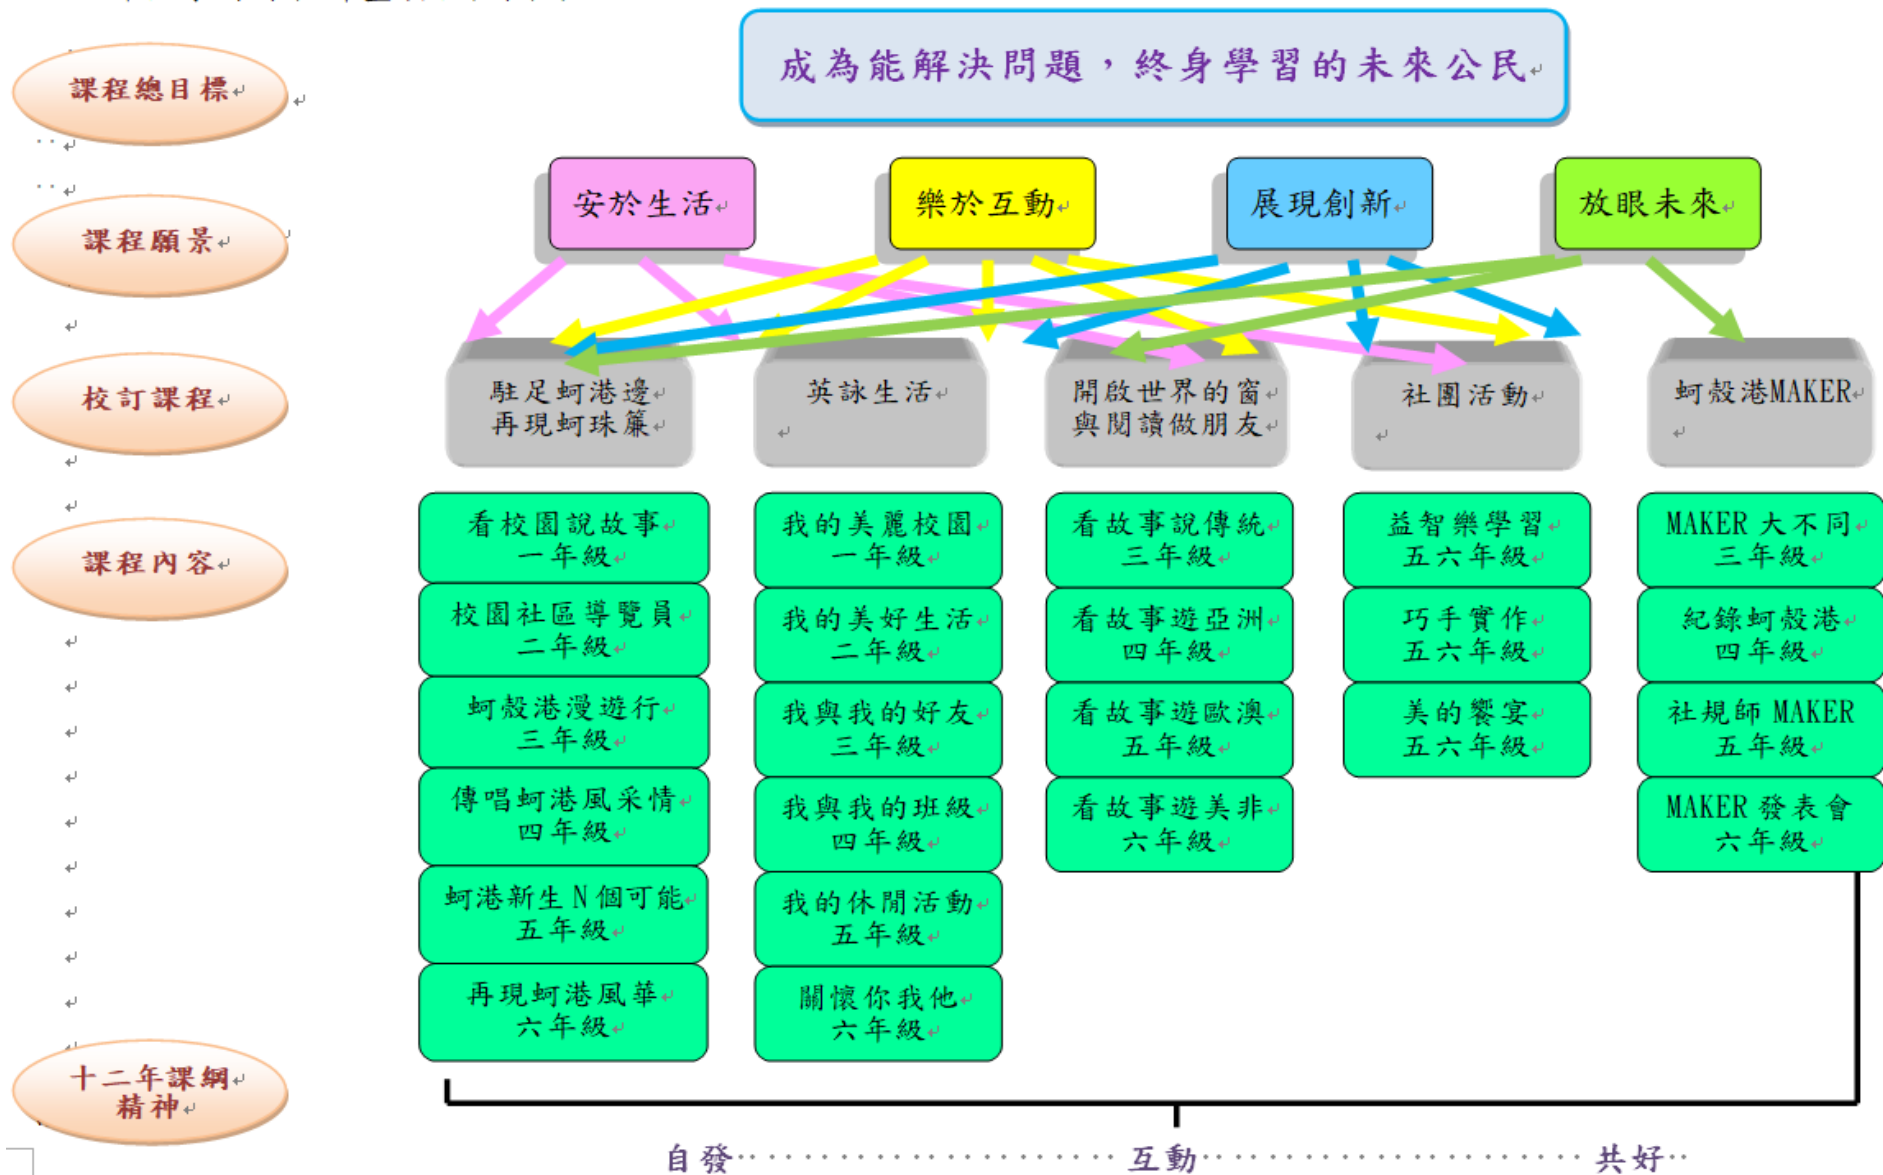 課程總目標
成為能解決問題，終身學習的未來公民
課程願景
安於生活
樂於互動
展現創新
放眼未來
校訂課程
駐足蚵港邊
再現蚵珠簾
英詠生活
開啟世界的窗
與閱讀做朋友
社團活動
蚵殼港MAKER
課程內容
看校園說故事
一年級
校園社區導覽員
二年級
蚵殼港漫遊行
三年級
傳唱蚵港風采情
四年級
蚵港新生N個可能
五年級
再現蚵港風華
六年級
我的美麗校園
一年級
我的美好生活
二年級
我與我的好友
三年級
我與我的班級
四年級
我的休閒活動
五年級
關懷你我他
六年級
看故事說傳統
三年級
看故事遊亞洲
四年級
看故事遊歐澳
五年級
看故事遊美非
六年級
益智樂學習
五六年級
巧手實作
五六年級
美的饗宴
五六年級
MAKER 大不同
三年級
紀錄蚵殼港
四年級
社規師 MAKER
五年級
MAKER 發表會
六年級
十二年課綱
精神
自發‧‧‧‧‧‧‧‧‧‧‧‧‧‧‧‧‧‧‧互動‧‧‧‧‧‧‧‧‧‧‧‧‧‧‧‧‧‧‧共好‧‧